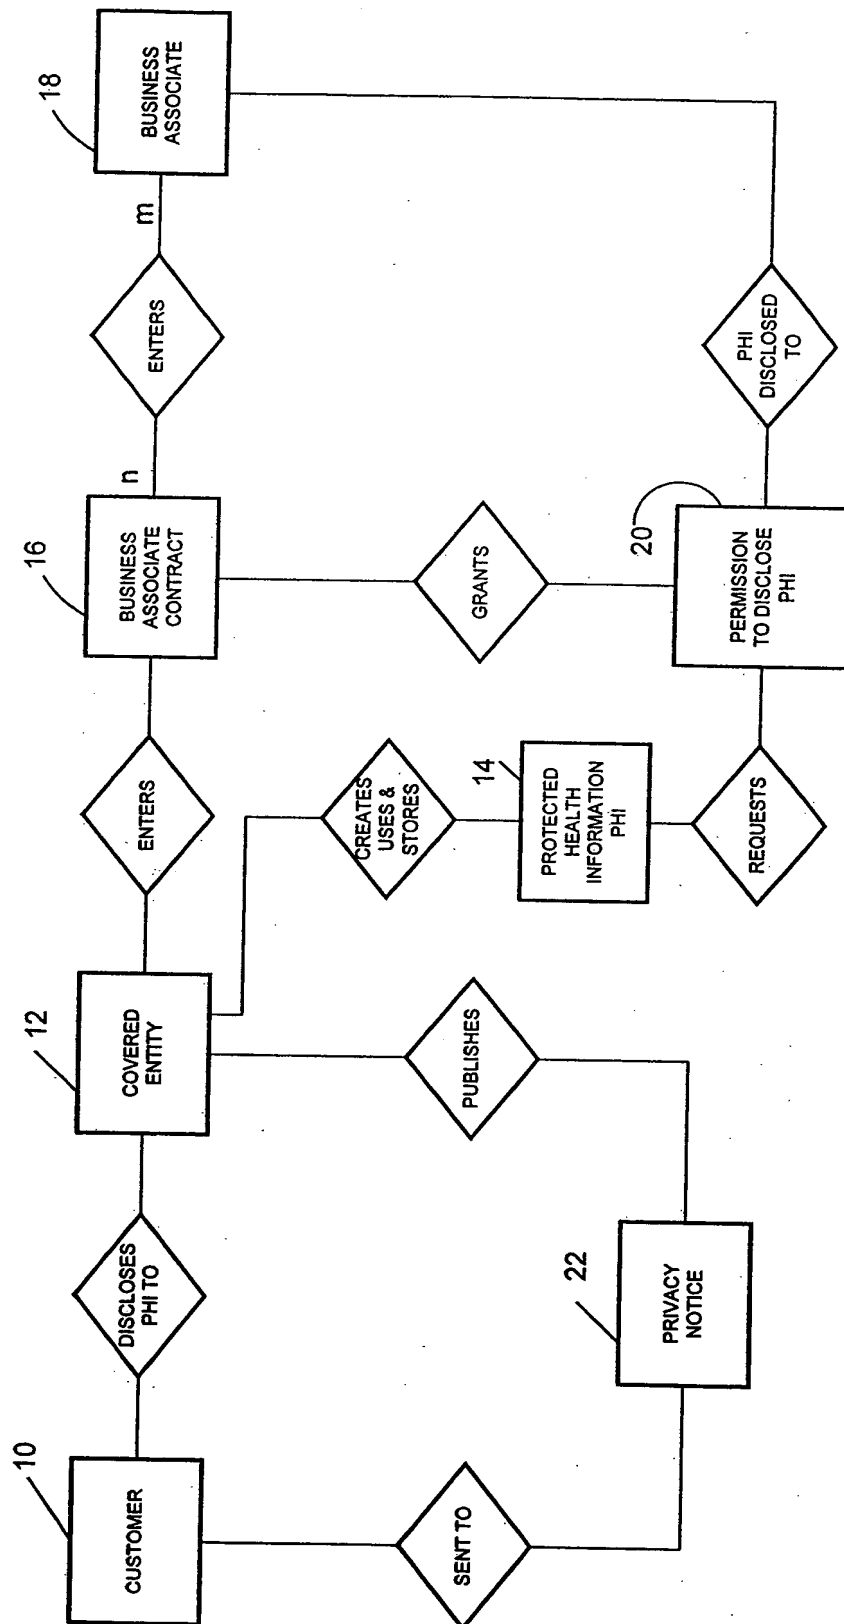 10
CUSTOMER
DISCLOSES
PHI TO
12
COVERED
ENTITY
ENTERS
16
BUSINESS
ASSOCIATE
CONTRACT
n
ENTERS
m
18
BUSINESS
ASSOCIATE
SENT TO
22
PRIVACY
NOTICE
PUBLISHES
CREATES
USES &
STORES
14
PROTECTED
HEALTH
INFORMATION
PHI
REQUESTS
GRANTS
20
PERMISSION
TO DISCLOSE
PHI
PHI
DISCLOSED
TO